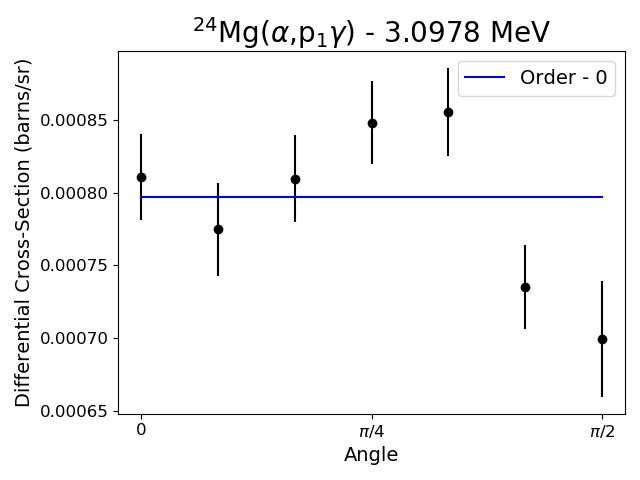 ²⁴Mg(α,p₁γ) - 3.0978 MeV
Order - 0
Differential Cross-Section (barns/sr)
0.00085
0.00080
0.00075
0.00070
0.00065
0 π/4 π/2
Angle